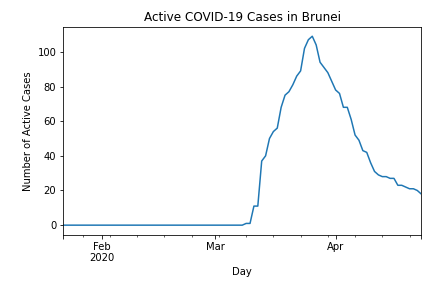 Active COVID-19 Cases in Brunei
Number of Active Cases
100
80
60
40
20
0
Feb
2020
Mar
Apr
Day